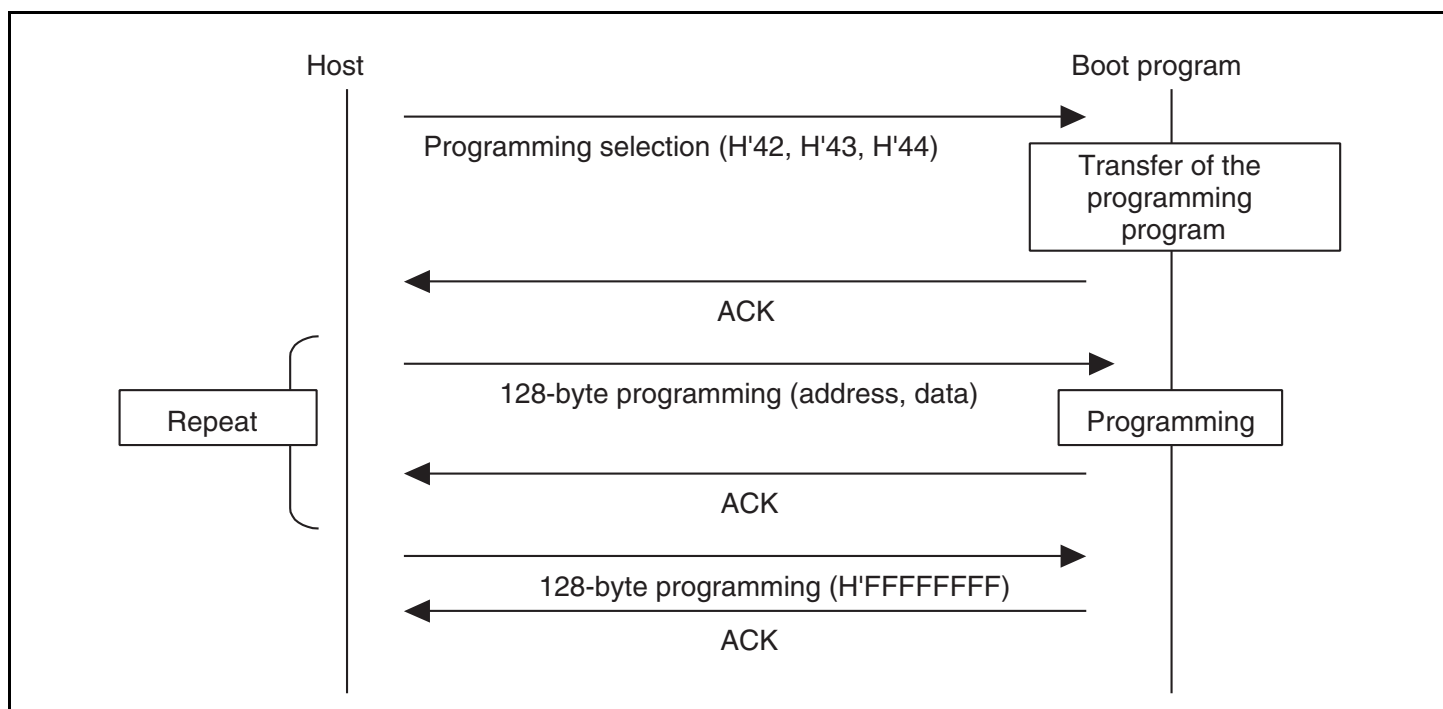 Host
Boot program
Programming selection (H'42, H'43, H'44)
Transfer of the
programming
program
ACK
128-byte programming (address, data)
Repeat
Programming
ACK
128-byte programming (H'FFFFFFFF)
ACK